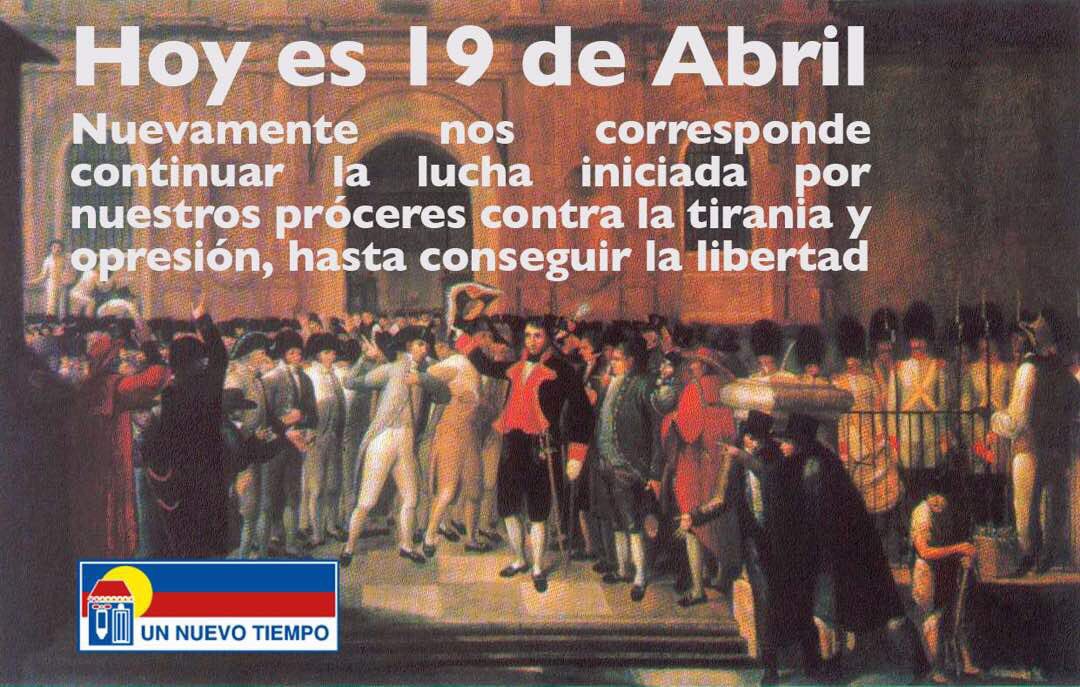 Hoy es 19 de Abril
Nuevamente nos corresponde
continuar la lucha iniciada por
nuestros próceres contra la tirania y
opresión, hasta conseguir la libertad
UN NUEVO TIEMPO